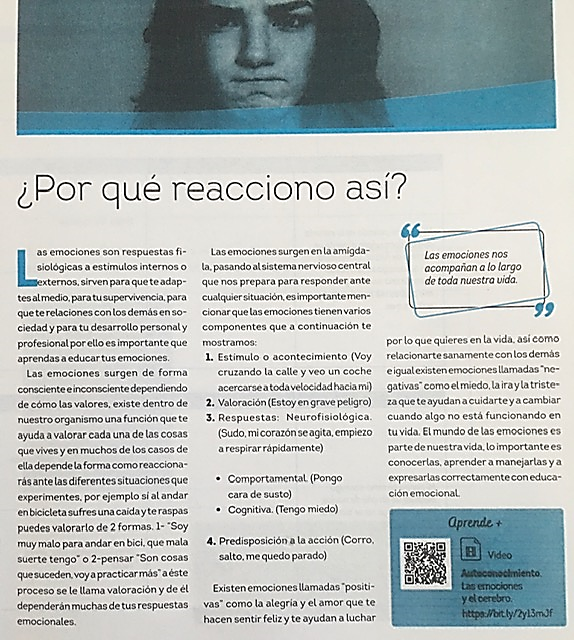 ¿Por qué reacciono así?
Las emociones son respuestas fi-
siológicas a estímulos internos o
externos, sirven para que te adap-
tes al medio, para tu supervivencia, para
que te relaciones con los demás en so-
ciedad y para tu desarrollo personal y
profesional por ello es importante que
aprendas a educar tus emociones.
Las emociones surgen de forma
consciente e inconsciente dependiendo
de cómo las valores, existe dentro de
nuestro organismo una función que te
ayuda a valorar cada una de las cosas
que vives y en muchos de los casos de
ella depende la forma como reacciona-
rás ante las diferentes situaciones que
experimentes, por ejemplo si al andar
en bicicleta sufres una caída y te raspas
puedes valorarlo de 2 formas. 1- "Soy
muy malo para andar en bici, que mala
suerte tengo" o 2-pensar "Son cosas
que suceden, voy a practicar más" a éste
proceso se le llama valoración y de él
dependerán muchas de tus respuestas
emocionales.
Las emociones surgen en la amígda-
la, pasando al sistema nervioso central
que nos prepara para responder ante
cualquier situación, es importante men-
cionar que las emociones tienen varios
componentes que a continuación te
mostramos:
1. Estímulo o acontecimiento (Voy
cruzando la calle y veo un coche
acercarse a toda velocidad hacia mi)
2. Valoración (Estoy en grave peligro)
3. Respuestas: Neurofisiológica.
(Sudo, mi corazón se agita, empiezo
a respirar rápidamente)
• Comportamental. (Pongo
cara de susto)
• Cognitiva. (Tengo miedo)
4. Predisposición a la acción (Corro,
salto, me quedo parado)
Existen emociones llamadas "positi-
vas" como la alegría y el amor que te
hacen sentir feliz y te ayudan a luchar
“
Las emociones nos
acompañan a lo largo
de toda nuestra vida.
”
por lo que quieres en la vida, así como
relacionarte sanamente con los demás
e igual existen emociones llamadas "ne-
gativas" como el miedo, la ira y la triste-
za que te ayudan a cuidarte y a cambiar
cuando algo no está funcionando en
tu vida. El mundo de las emociones es
parte de nuestra vida, lo importante es
conocerlas, aprender a manejarlas y a
expresarlas correctamente con educa-
ción emocional.
Aprende +
Video
Autoconocimiento.
Las emociones
y el cerebro.
https://bit.ly/2y13mJf